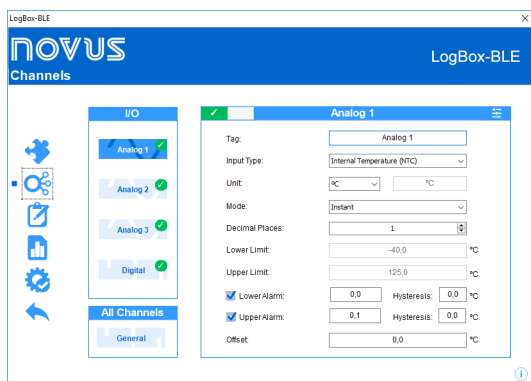 LogBox-BLE
NOVUS
LogBox-BLE
Channels
I/O
Analog 1
Analog 2
Analog 3
Digital
All Channels
General
Analog 1
Tag: Analog 1
Input Type: Internal Temperature (NTC)
Unit: ºC ºC
Mode: Instant
Decimal Places: 1
Lower Limit: -40,0 ºC
Upper Limit: 125,0 ºC
Lower Alarm: 0,0 Hysteresis: 0,0 ºC
Upper Alarm: 0,1 Hysteresis: 0,0 ºC
Offset: 0,0 ºC